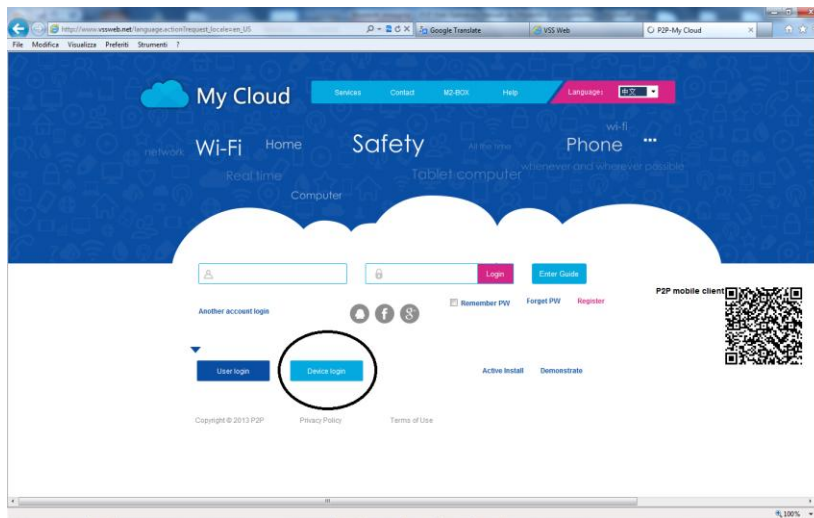 http://www.vssweb.net/language.action?request_locale=en_US
Google Translate
VSS Web
P2P-My Cloud
File Modifica Visualizza Preferiti Strumenti ?
My Cloud
Services Contact M2-BOX Help Language: 中文
wi-fi
network Wi-Fi Home Safety All the time Phone ...
whenever and wherever possible
Real time Tablet computer
Computer
Login Enter Guide
P2P mobile client
Another account login Remember PW Forget PW Register
User login Device login Active Install Demonstrate
Copyright © 2013 P2P Privacy Policy Terms of Use
100%